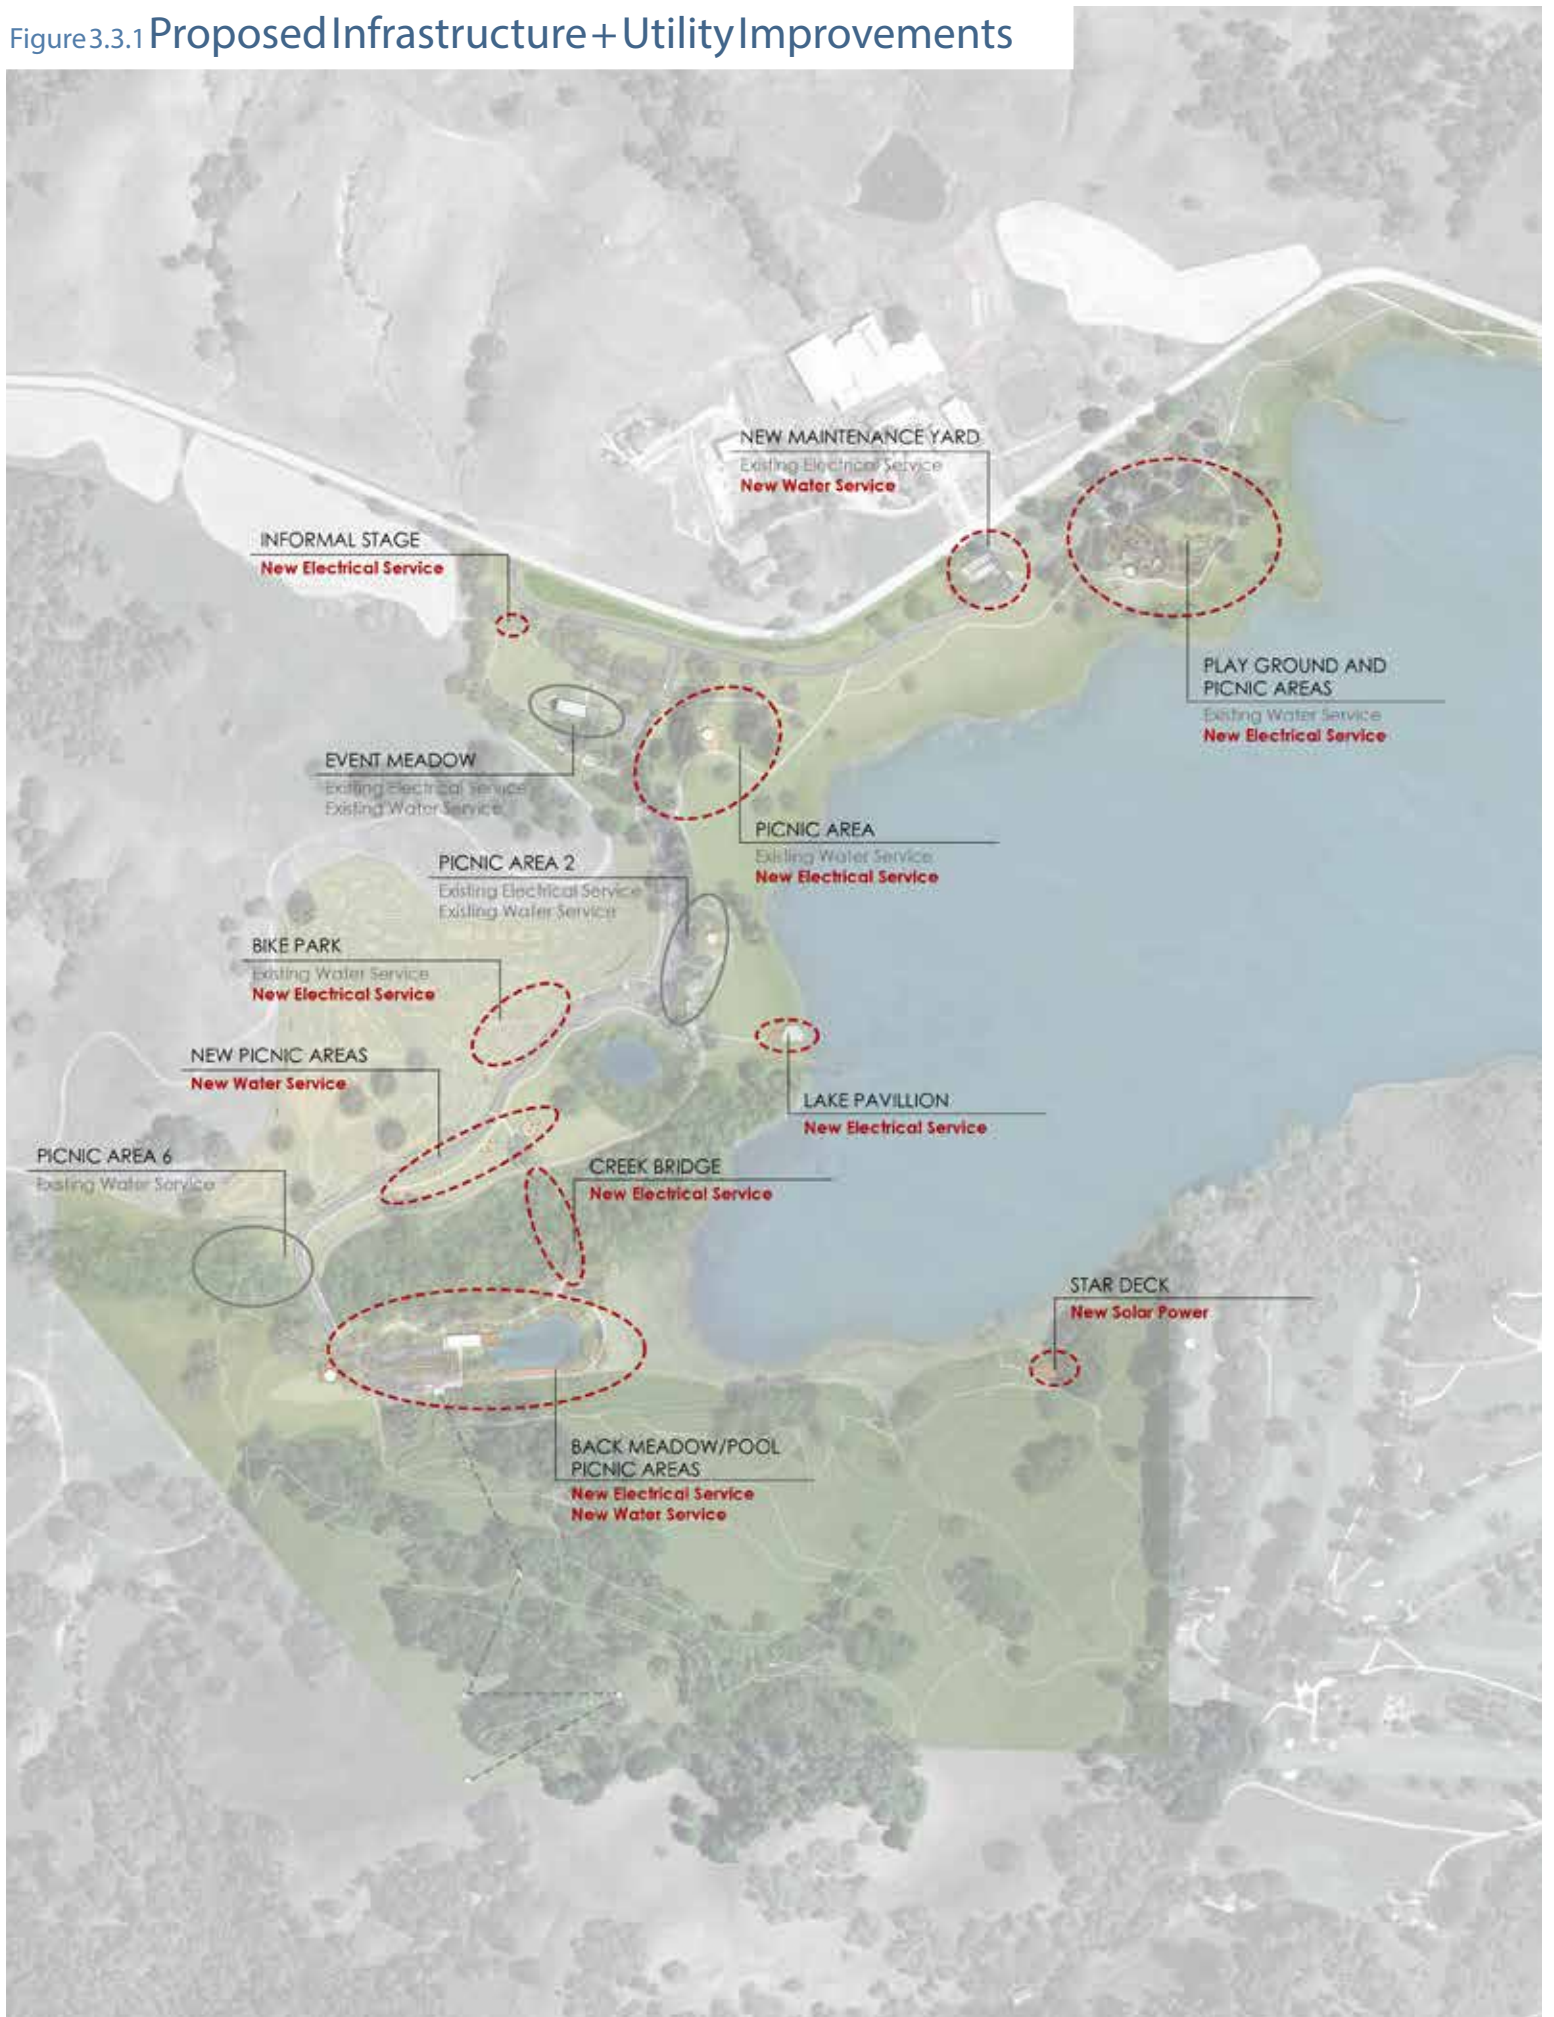 Figure 3.3.1 Proposed Infrastructure + Utility Improvements
NEW MAINTENANCE YARD
Existing Electrical Service
New Water Service
INFORMAL STAGE
New Electrical Service
PLAY GROUND AND
PICNIC AREAS
Existing Water Service
New Electrical Service
EVENT MEADOW
Existing Electrical Service
Existing Water Service
PICNIC AREA
Existing Water Service
New Electrical Service
PICNIC AREA 2
Existing Electrical Service
Existing Water Service
BIKE PARK
Existing Water Service
New Electrical Service
NEW PICNIC AREAS
New Water Service
LAKE PAVILLION
New Electrical Service
PICNIC AREA 6
Existing Water Service
CREEK BRIDGE
New Electrical Service
STAR DECK
New Solar Power
BACK MEADOW/POOL
PICNIC AREAS
New Electrical Service
New Water Service